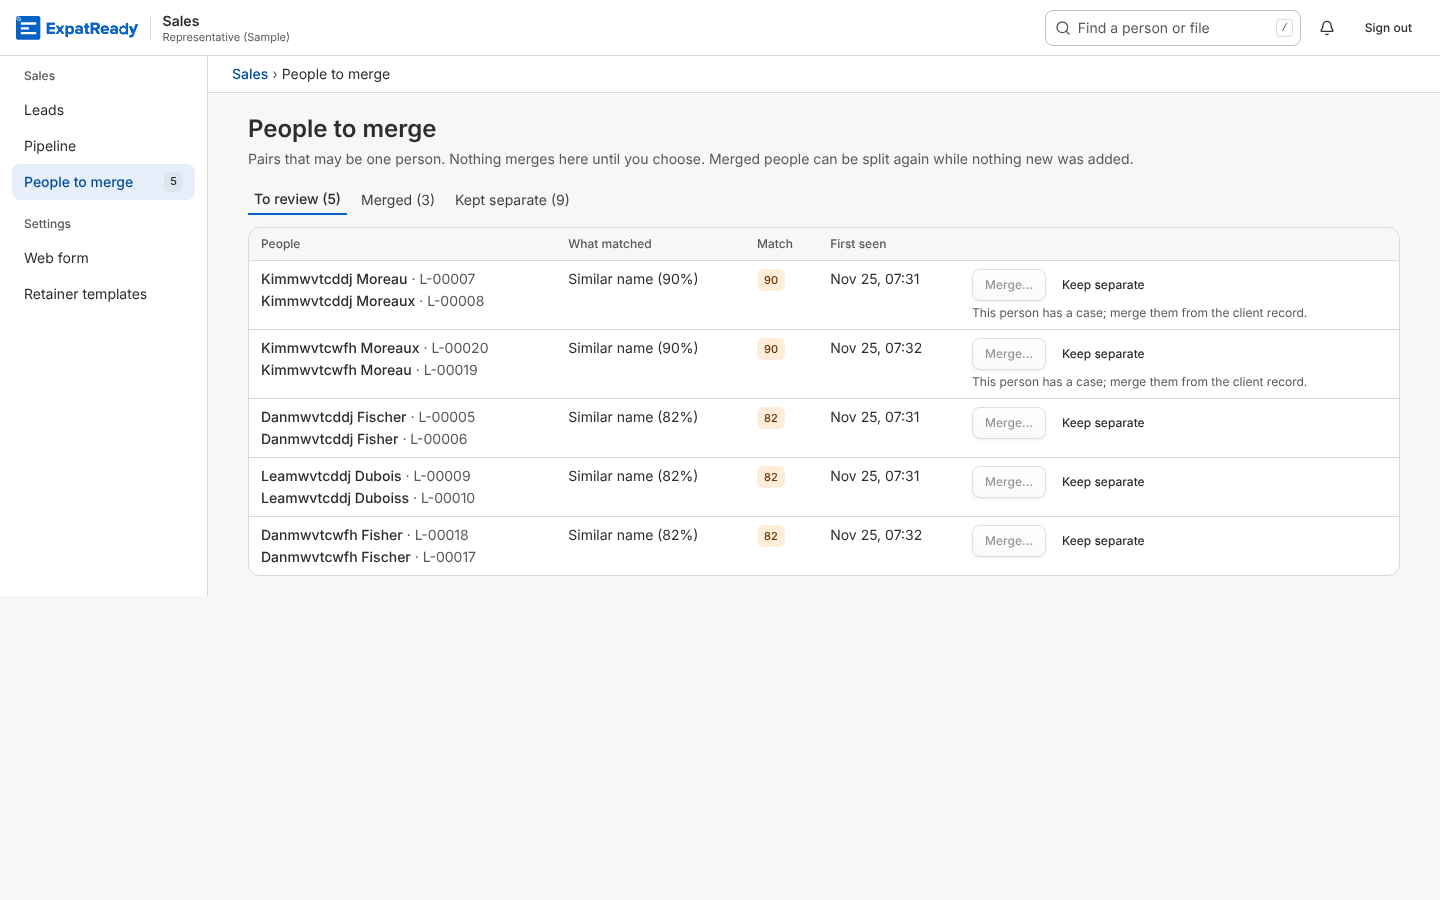 ExpatReady
Sales
Representative (Sample)
Find a person or file
/
Sign out
Sales
Leads
Pipeline
People to merge 5
Settings
Web form
Retainer templates
Sales › People to merge
People to merge
Pairs that may be one person. Nothing merges here until you choose. Merged people can be split again while nothing new was added.
To review (5) Merged (3) Kept separate (9)
People What matched Match First seen
Kimmwvtcddj Moreau · L-00007 Similar name (90%) 90 Nov 25, 07:31 Merge... Keep separate
Kimmwvtcddj Moreaux · L-00008
This person has a case; merge them from the client record.
Kimmwvtcwfh Moreaux · L-00020 Similar name (90%) 90 Nov 25, 07:32 Merge... Keep separate
Kimmwvtcwfh Moreau · L-00019
This person has a case; merge them from the client record.
Danmwvtcddj Fischer · L-00005 Similar name (82%) 82 Nov 25, 07:31 Merge... Keep separate
Danmwvtcddj Fisher · L-00006
Leamwvtcddj Dubois · L-00009 Similar name (82%) 82 Nov 25, 07:31 Merge... Keep separate
Leamwvtcddj Duboiss · L-00010
Danmwvtcwfh Fisher · L-00018 Similar name (82%) 82 Nov 25, 07:32 Merge... Keep separate
Danmwvtcwfh Fischer · L-00017